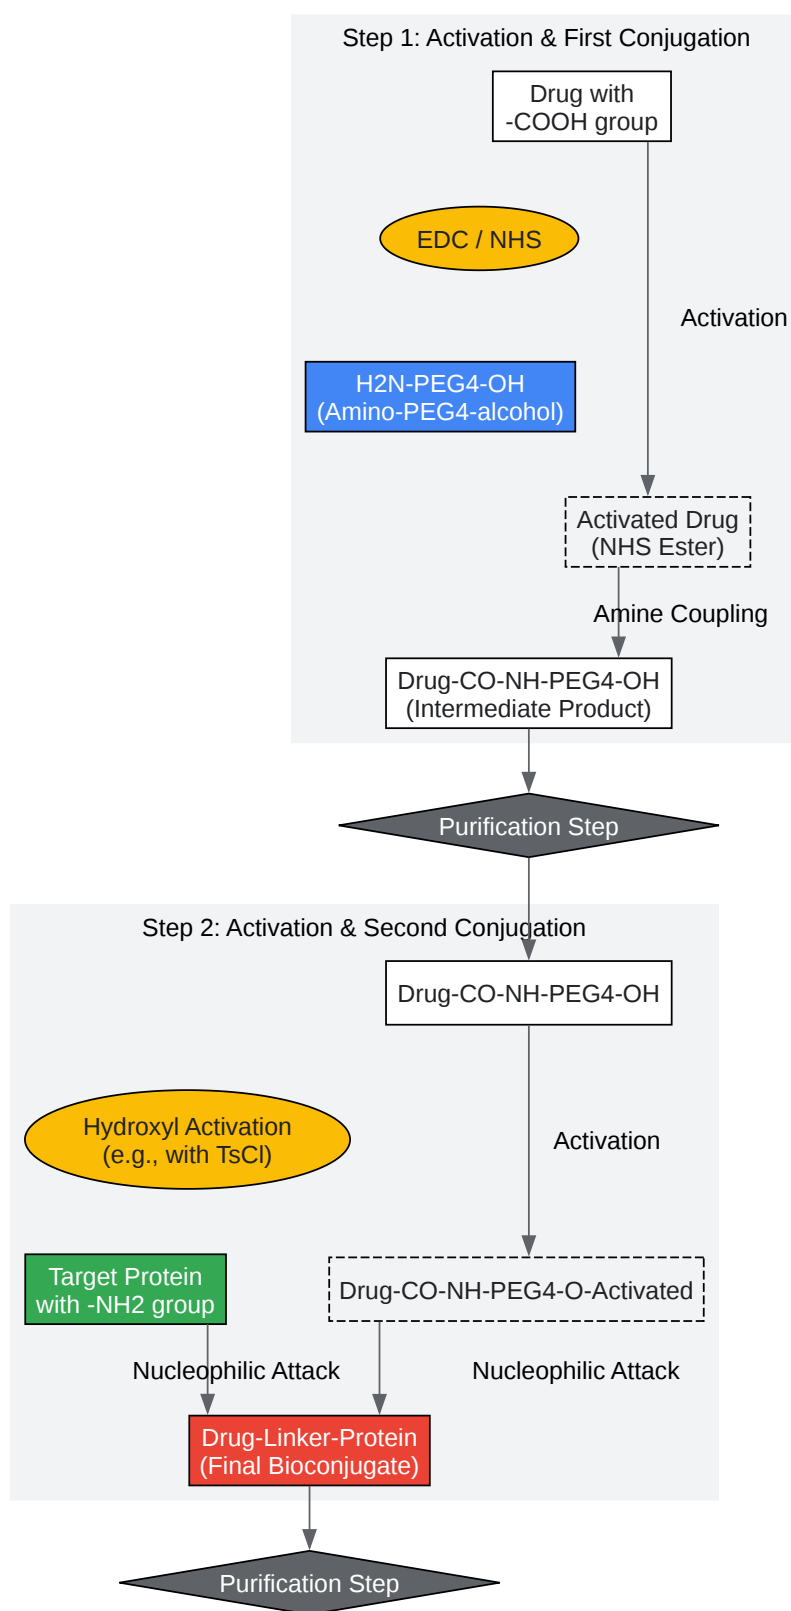 Step 1: Activation & First Conjugation
Drug with
-COOH group
EDC / NHS
Activation
H2N-PEG4-OH
(Amino-PEG4-alcohol)
Activated Drug
(NHS Ester)
Amine Coupling
Drug-CO-NH-PEG4-OH
(Intermediate Product)
Purification Step
Step 2: Activation & Second Conjugation
Drug-CO-NH-PEG4-OH
Hydroxyl Activation
(e.g., with TsCl)
Activation
Target Protein
with -NH2 group
Drug-CO-NH-PEG4-O-Activated
Nucleophilic Attack
Nucleophilic Attack
Drug-Linker-Protein
(Final Bioconjugate)
Purification Step